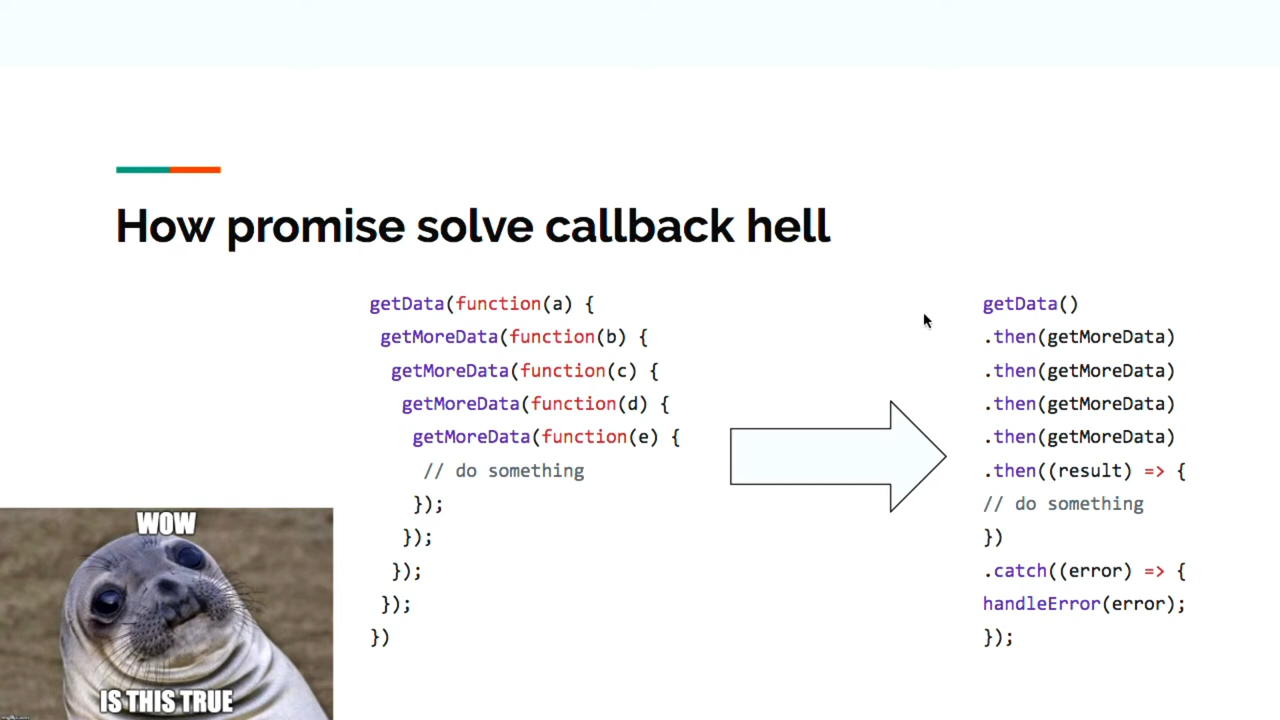 How promise solve callback hell
getData(function(a) {
getMoreData(function(b) {
getMoreData(function(c) {
getMoreData(function(d) {
getMoreData(function(e) {
// do something
});
});
});
});
})
getData()
.then(getMoreData)
.then(getMoreData)
.then(getMoreData)
.then(getMoreData)
.then((result) => {
// do something
})
.catch((error) => {
handleError(error);
});
WOW
IS THIS TRUE